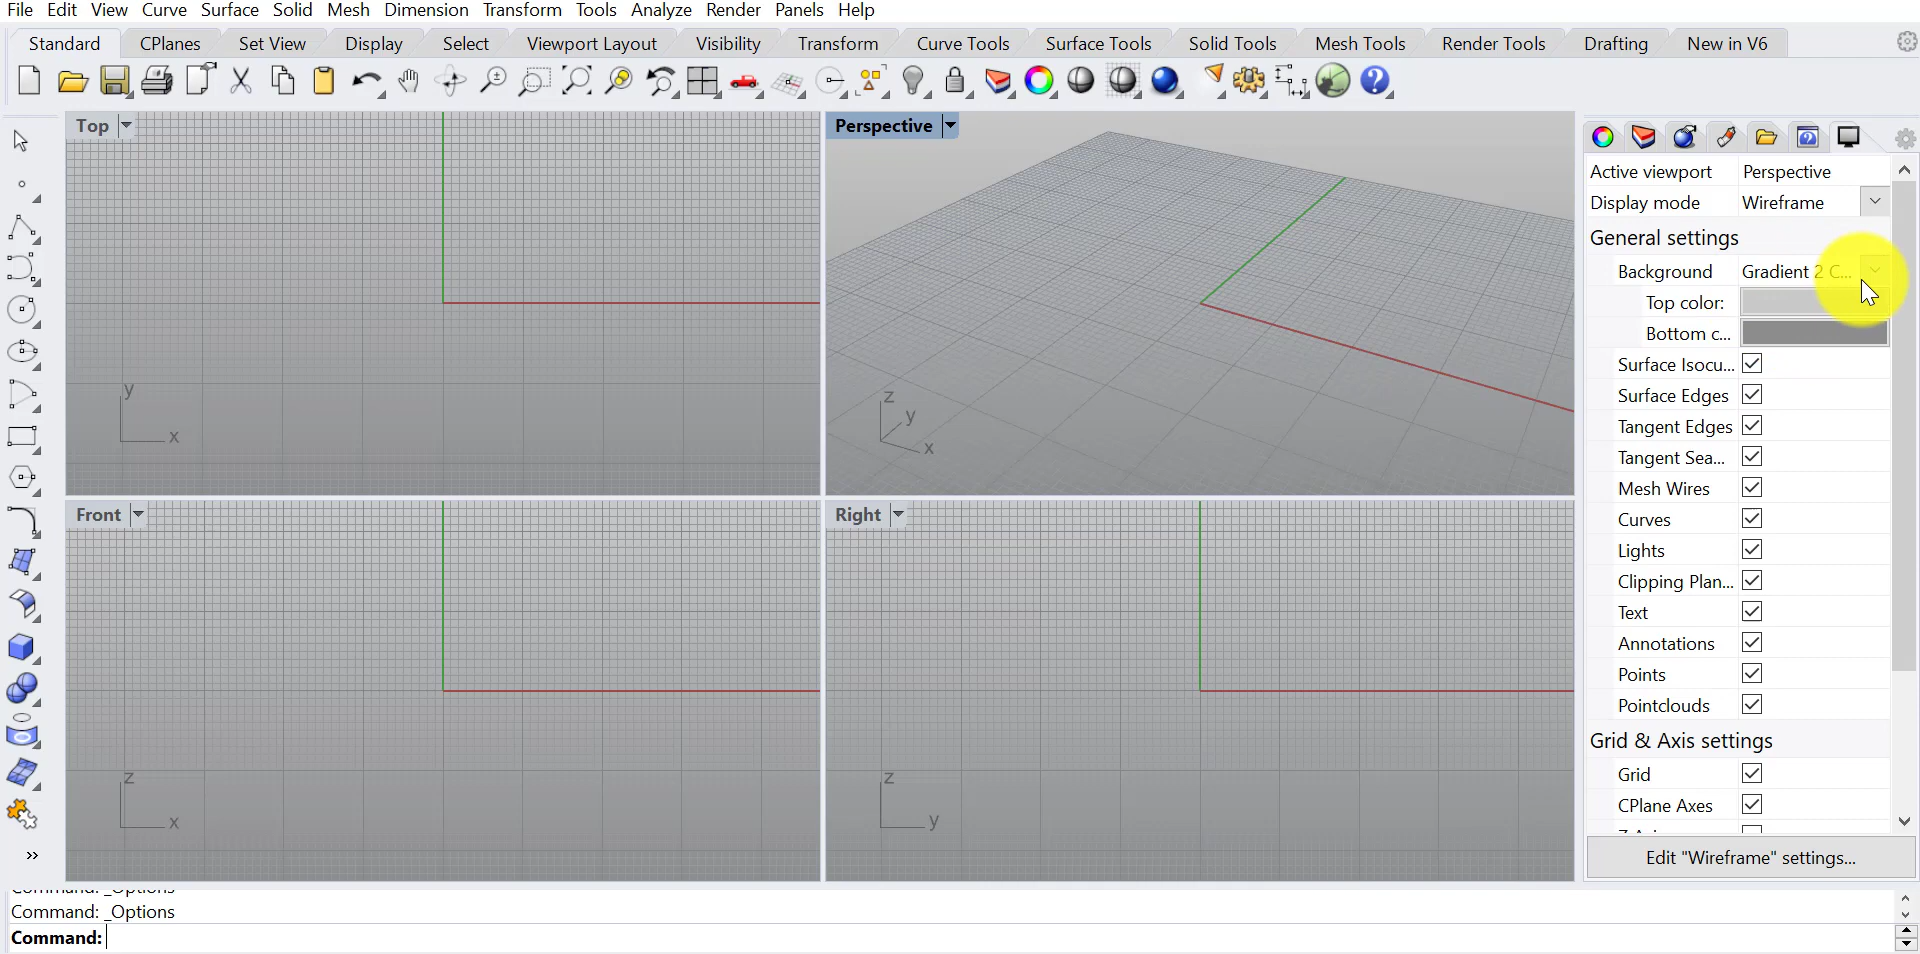 File Edit View Curve Surface Solid Mesh Dimension Transform Tools Analyze Render Panels Help
Standard CPlanes Set View Display Select Viewport Layout Visibility Transform Curve Tools Surface Tools Solid Tools Mesh Tools Render Tools Drafting New in V6
Top
y
x
Perspective
z
y
x
Front
z
x
Right
z
y
Active viewport Perspective
Display mode Wireframe
General settings
Background Gradient 2 C...
Top color:
Bottom c...
Surface Isocu...
Surface Edges
Tangent Edges
Tangent Sea...
Mesh Wires
Curves
Lights
Clipping Plan...
Text
Annotations
Points
Pointclouds
Grid & Axis settings
Grid
CPlane Axes
Edit "Wireframe" settings...
Command: _Options
Command: _Options
Command: